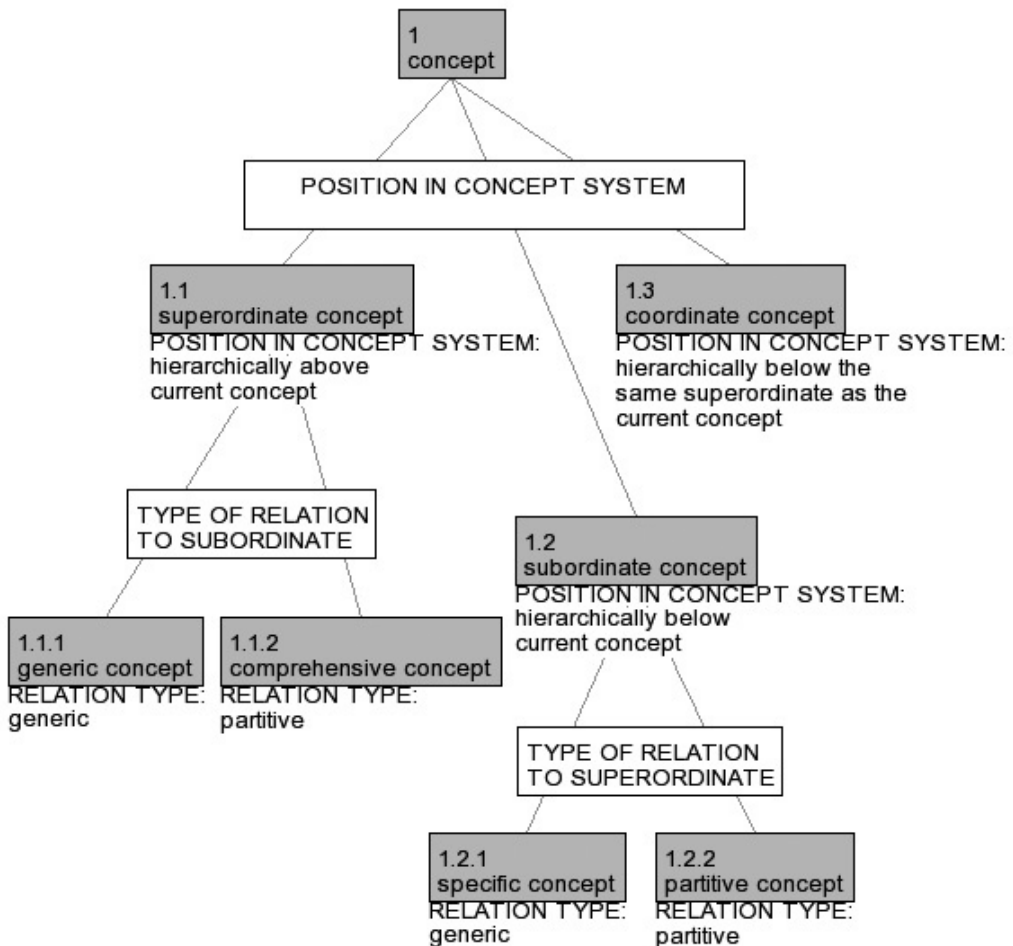 1
concept
POSITION IN CONCEPT SYSTEM
1.1
superordinate concept
POSITION IN CONCEPT SYSTEM:
hierarchically above
current concept
1.3
coordinate concept
POSITION IN CONCEPT SYSTEM:
hierarchically below the
same superordinate as the
current concept
TYPE OF RELATION
TO SUBORDINATE
1.2
subordinate concept
POSITION IN CONCEPT SYSTEM:
hierarchically below
current concept
1.1.1
generic concept
RELATION TYPE:
generic
1.1.2
comprehensive concept
RELATION TYPE:
partitive
TYPE OF RELATION
TO SUPERORDINATE
1.2.1
specific concept
RELATION TYPE:
generic
1.2.2
partitive concept
RELATION TYPE:
partitive